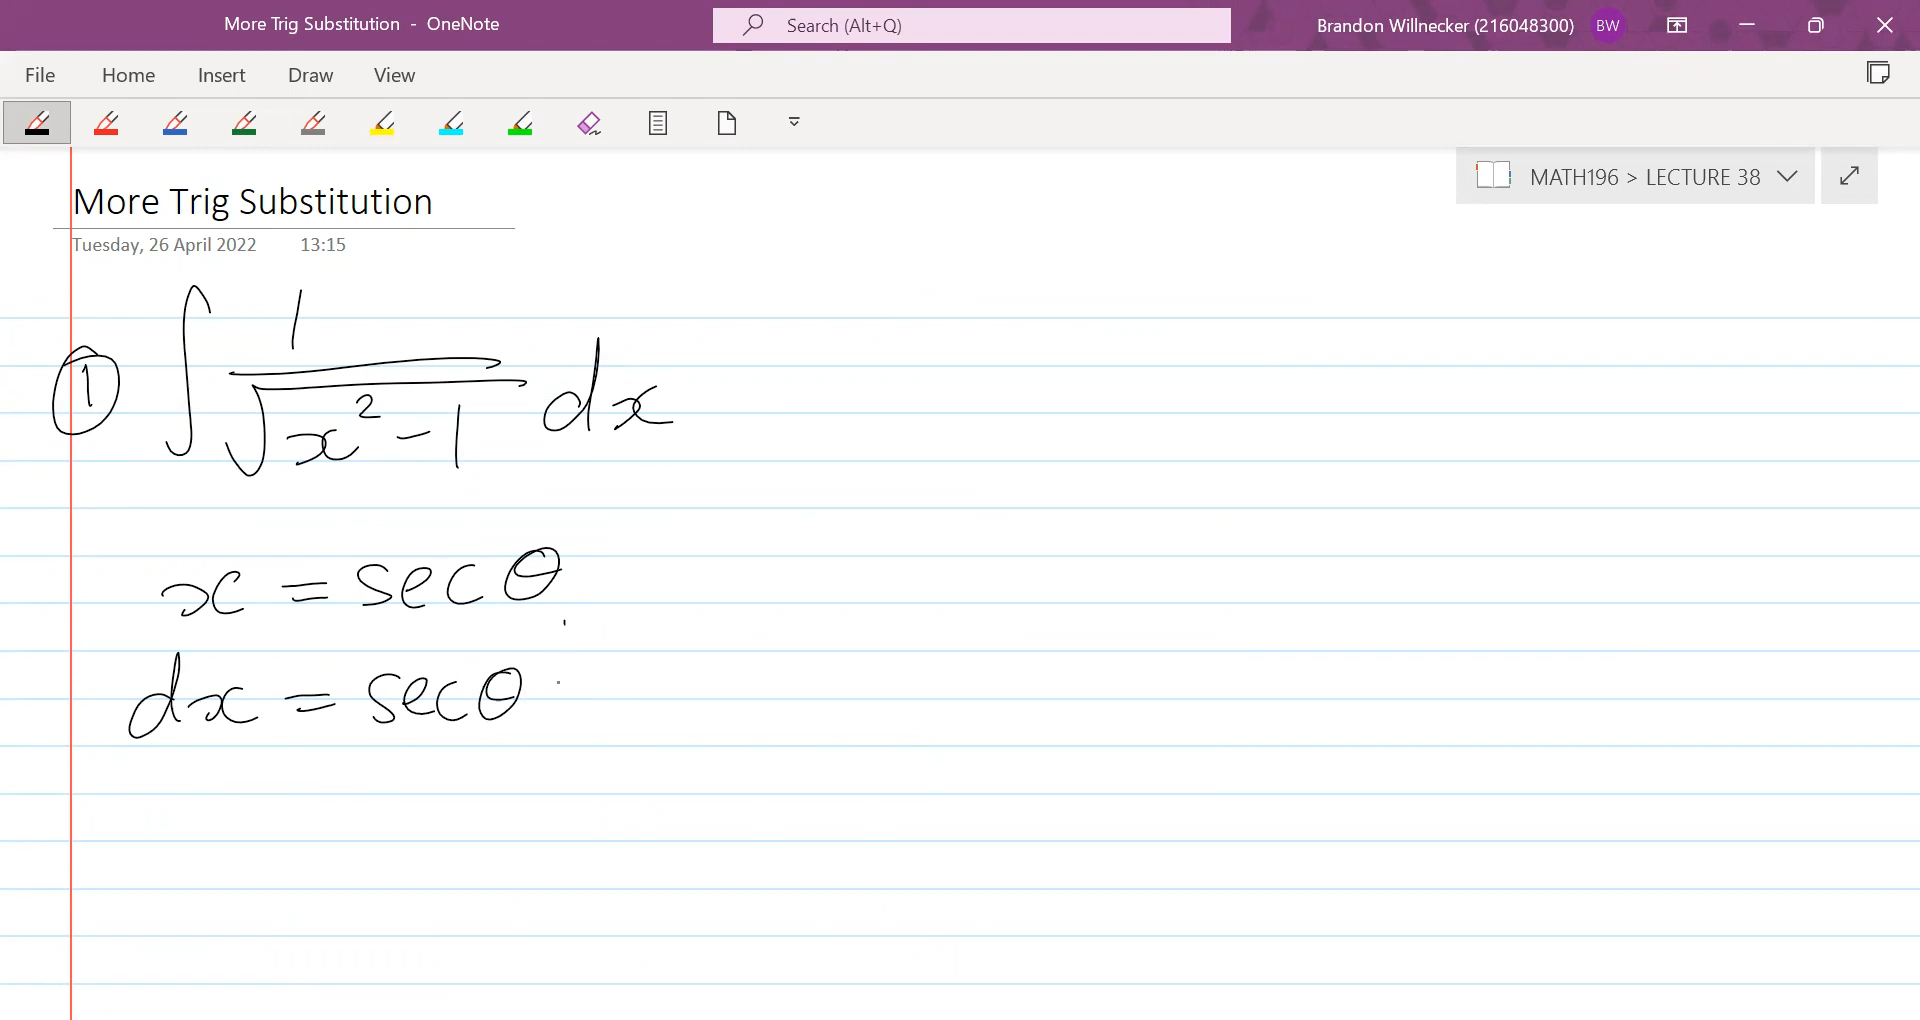 More Trig Substitution - OneNote
Search (Alt+Q)
Brandon Willnecker (216048300)
BW
File Home Insert Draw View
MATH196 > LECTURE 38
More Trig Substitution
Tuesday, 26 April 2022 13:15
① ∫ 1/√(x² - 1) dx
x = sec θ
dx = sec θ